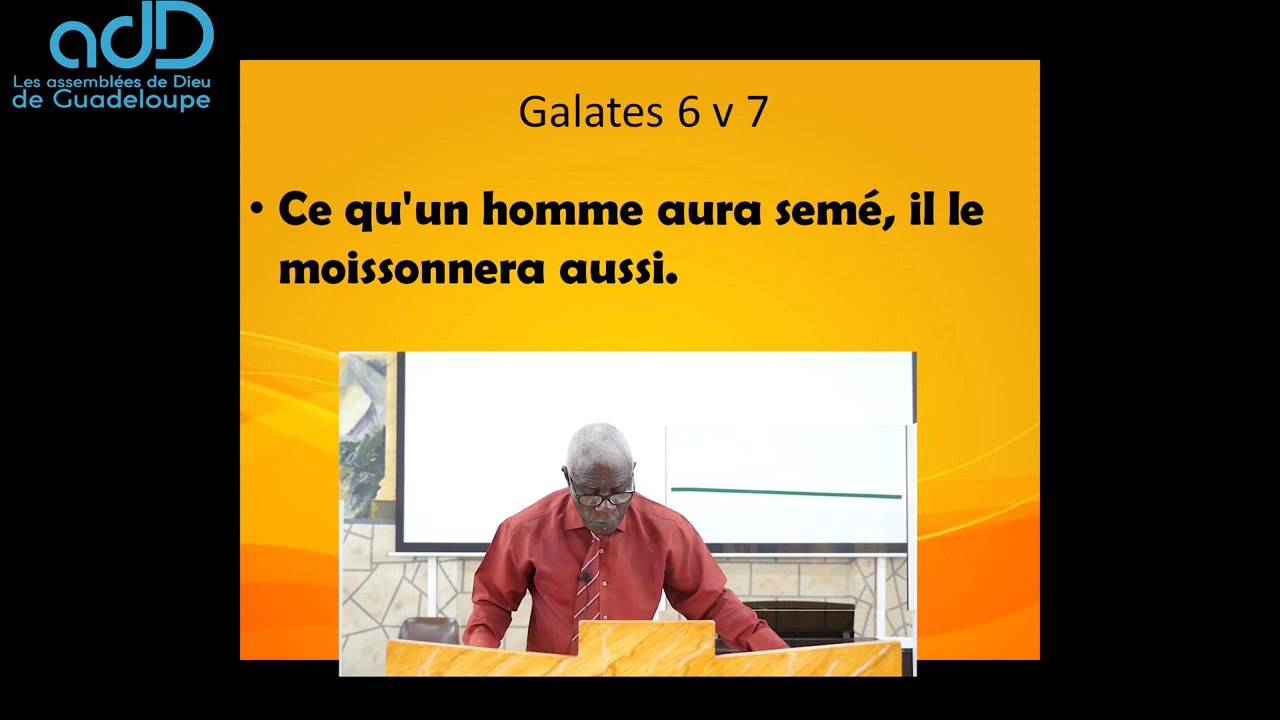 adD
Les assemblées de Dieu
de Guadeloupe
Galates 6 v 7
• Ce qu'un homme aura semé, il le
moissonnera aussi.